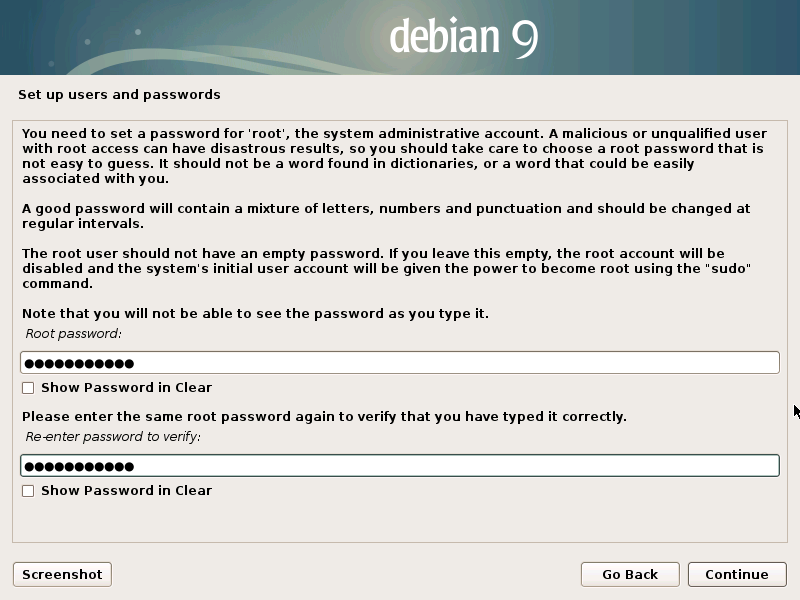 debian 9
Set up users and passwords
You need to set a password for 'root', the system administrative account. A malicious or unqualified user
with root access can have disastrous results, so you should take care to choose a root password that is
not easy to guess. It should not be a word found in dictionaries, or a word that could be easily
associated with you.
A good password will contain a mixture of letters, numbers and punctuation and should be changed at
regular intervals.
The root user should not have an empty password. If you leave this empty, the root account will be
disabled and the system's initial user account will be given the power to become root using the "sudo"
command.
Note that you will not be able to see the password as you type it.
Root password:
●●●●●●●●●●●
Show Password in Clear
Please enter the same root password again to verify that you have typed it correctly.
Re-enter password to verify:
●●●●●●●●●●●
Show Password in Clear
Screenshot
Go Back
Continue